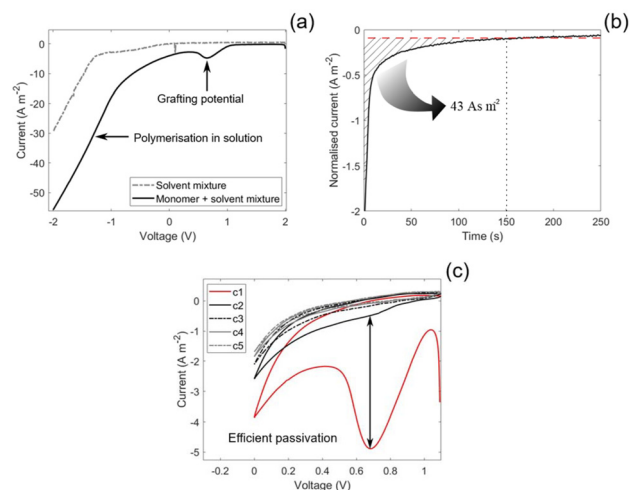 (a)
0
-10
-20
-30
-40
-50
Current (A m⁻²)
Grafting potential
Polymerisation in solution
Solvent mixture
Monomer + solvent mixture
-2
-1
0
1
2
Voltage (V)
(b)
0
-0.5
-1
-1.5
-2
Normalised current (A m⁻²)
43 As m²
0
50
100
150
200
250
Time (s)
(c)
c1
c2
c3
c4
c5
0
-1
-2
-3
-4
-5
Current (A m⁻²)
Efficient passivation
-0.2
0
0.2
0.4
0.6
0.8
1
Voltage (V)